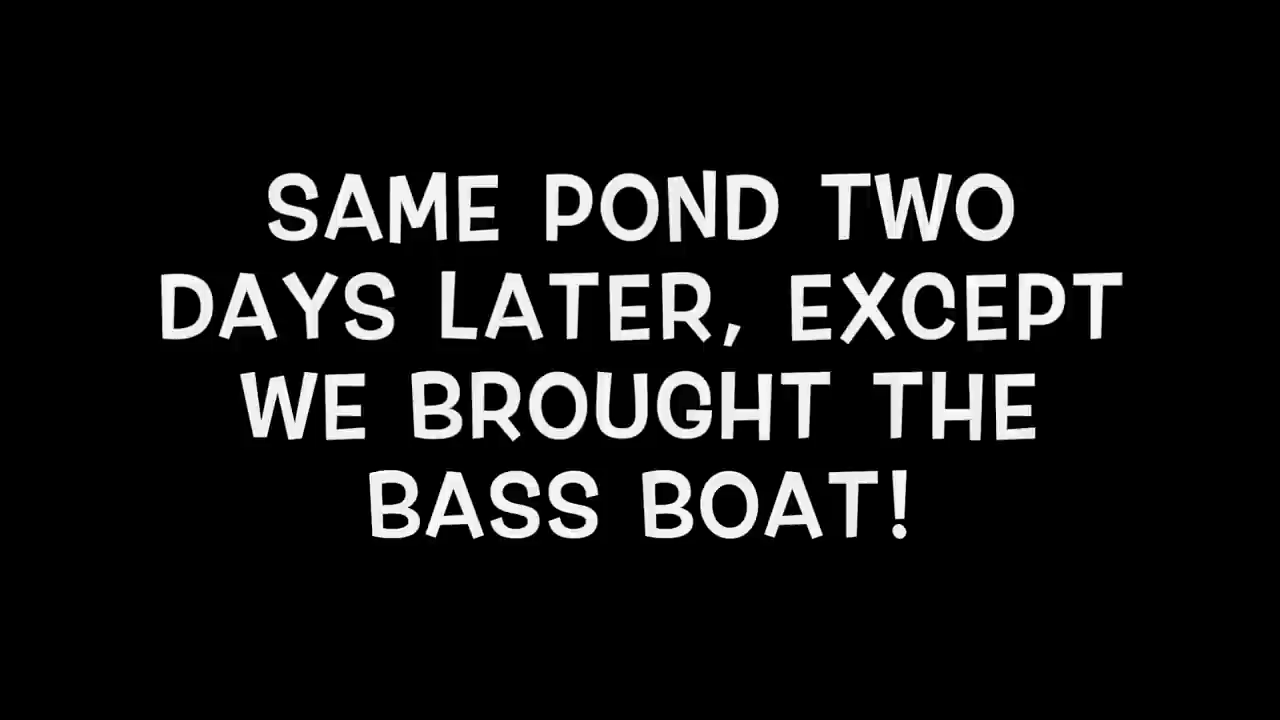 SAME POND TWO
DAYS LATER, EXCEPT
WE BROUGHT THE
BASS BOAT!